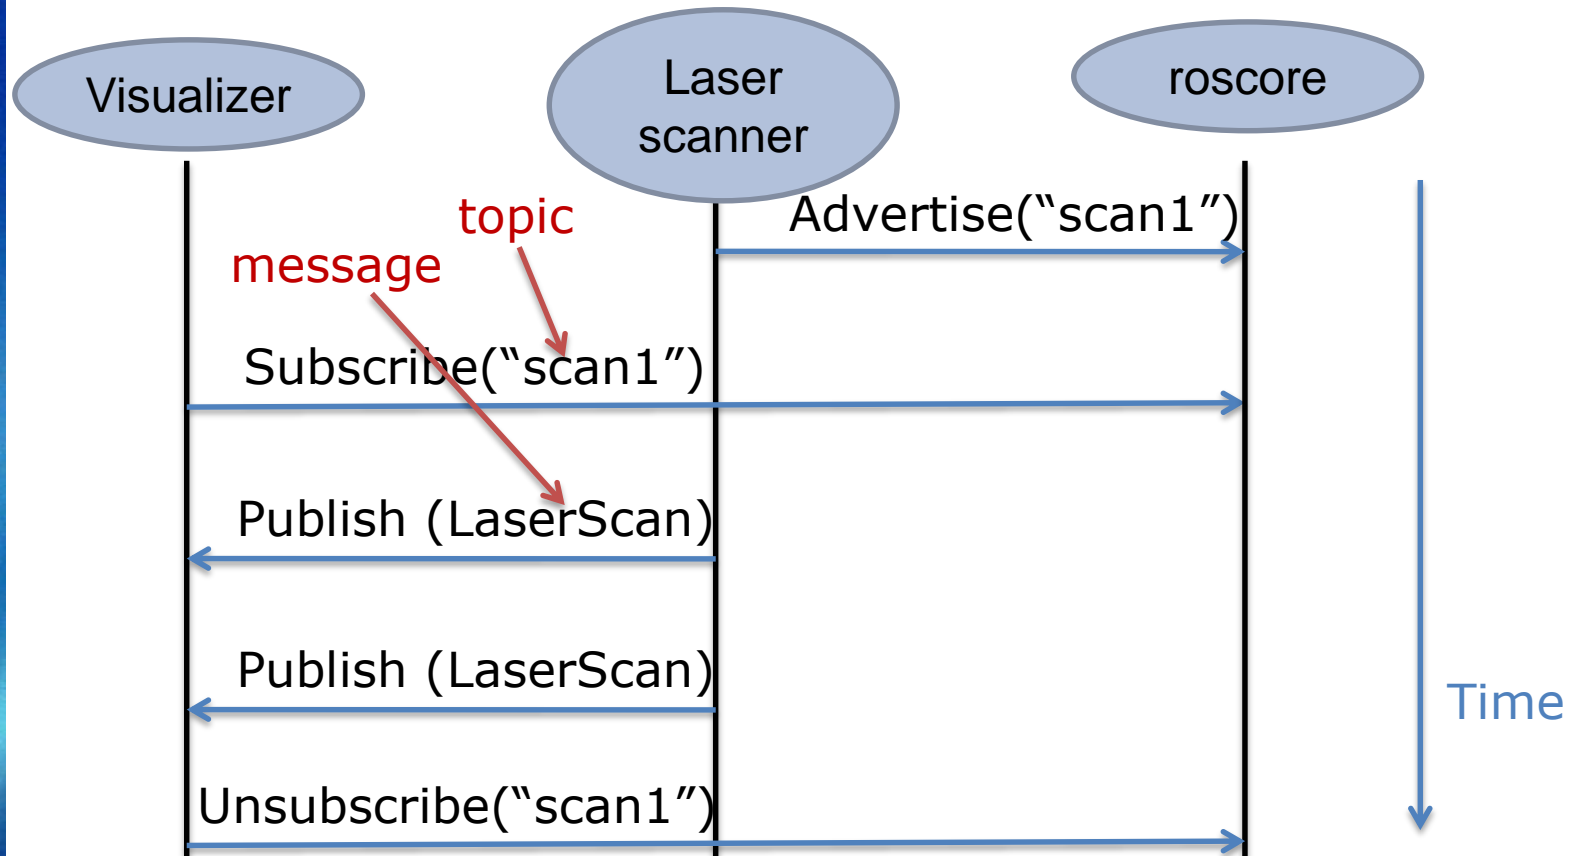 Visualizer
Laser
scanner
roscore
topic
Advertise(“scan1”)
message
Subscribe(“scan1”)
Publish (LaserScan)
Publish (LaserScan)
Time
Unsubscribe(“scan1”)